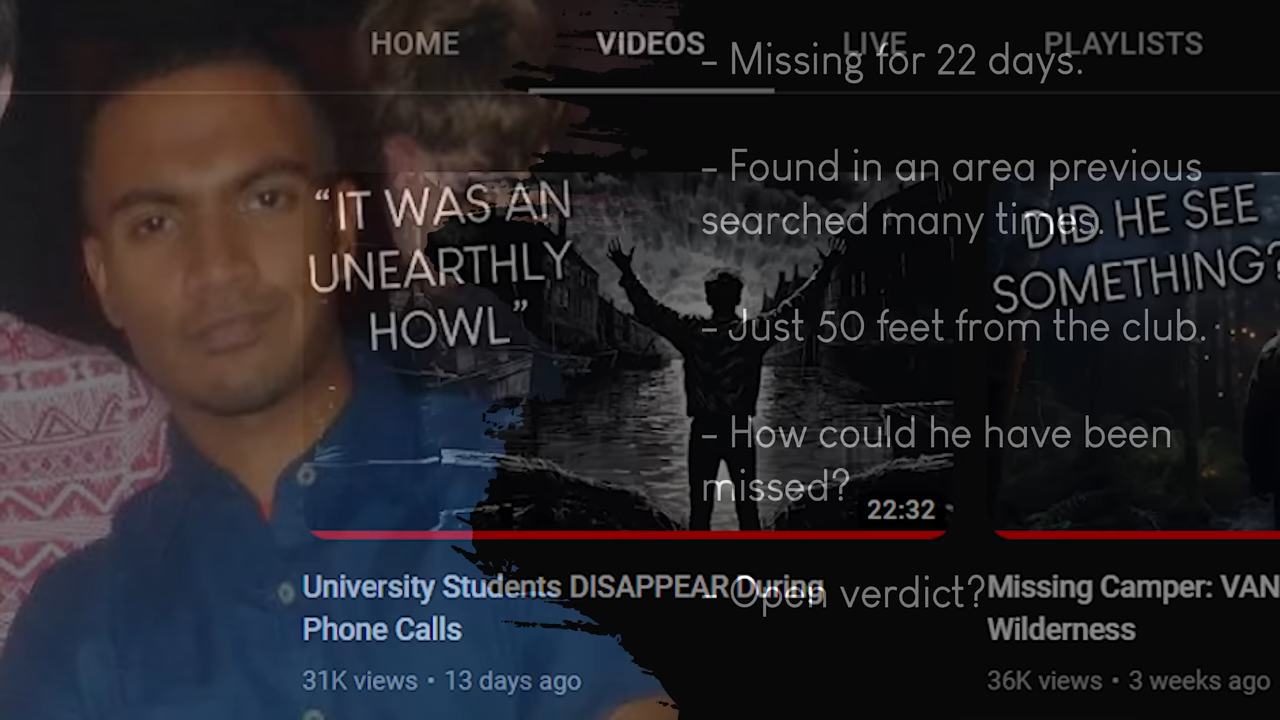 HOME
VIDEOS
LIVE
PLAYLISTS
– Missing for 22 days.
– Found in an area previous
searched many times.
– Just 50 feet from the club.
– How could he have been
missed?
– Open verdict?
“IT WAS AN
UNEARTHLY
HOWL”
22:32
University Students DISAPPEAR During
Phone Calls
31K views • 13 days ago
DID HE SEE
SOMETHING?
Missing Camper: VAN
Wilderness
36K views • 3 weeks ago